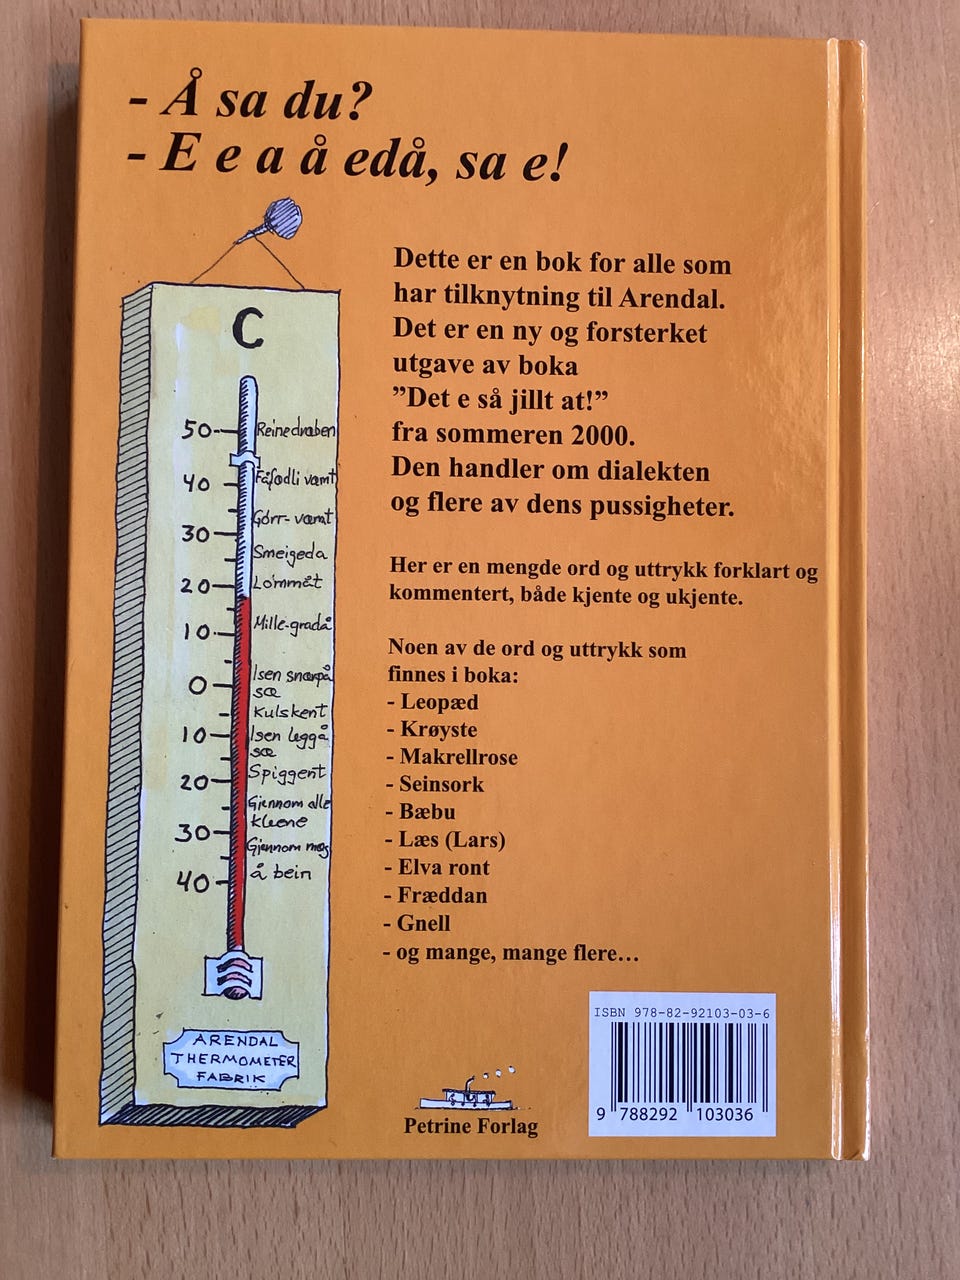 - Å sa du?
- E e a å edå, sa e!
Dette er en bok for alle som
har tilknytning til Arendal.
Det er en ny og forsterket
utgave av boka
”Det e så jillt at!”
fra sommeren 2000.
Den handler om dialekten
og flere av dens pussigheter.
Her er en mengde ord og uttrykk forklart og
kommentert, både kjente og ukjente.
Noen av de ord og uttrykk som
finnes i boka:
- Leopæd
- Krøyste
- Makrellrose
- Seinsork
- Bæbu
- Læs (Lars)
- Elva ront
- Fræddan
- Gnell
- og mange, mange flere…
C
50 Reinedræben
40 Fåfædli væmt
Gørr-væmt
30
Smeigeda
20 Lommèt
10 Mille-gradå
Isen snærpå
0 sæ
Kulskent
10 Isen leggå
sæ
20 Spiggent
Gjennom alle
30 kleene
Gjennom marg
40 å bein
ARENDAL
THERMOMETER
FABRIK
Petrine Forlag
ISBN 978-82-92103-03-6
9 788292 103036